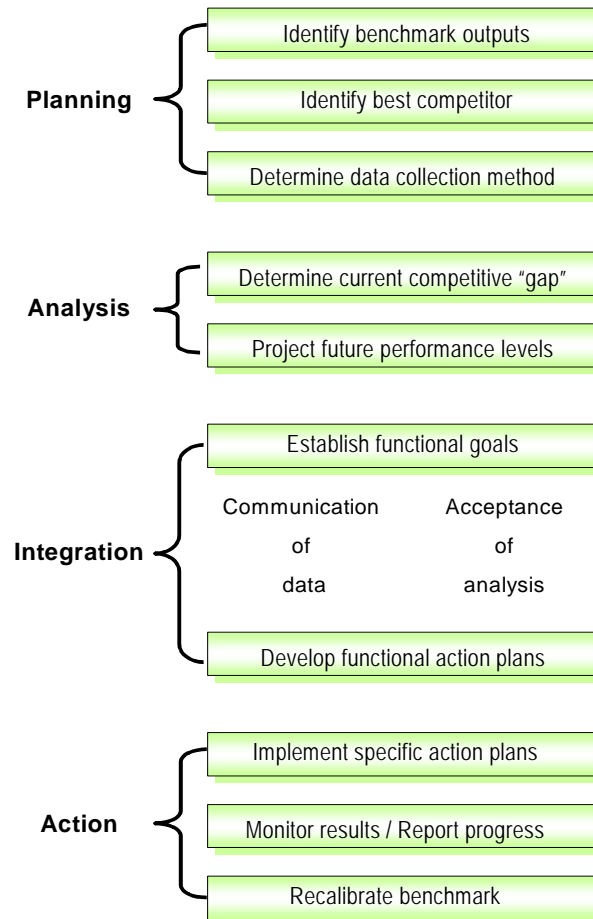 Planning
Identify benchmark outputs
Identify best competitor
Determine data collection method
Analysis
Determine current competitive “gap”
Project future performance levels
Integration
Establish functional goals
Communication
of
data
Acceptance
of
analysis
Develop functional action plans
Action
Implement specific action plans
Monitor results / Report progress
Recalibrate benchmark